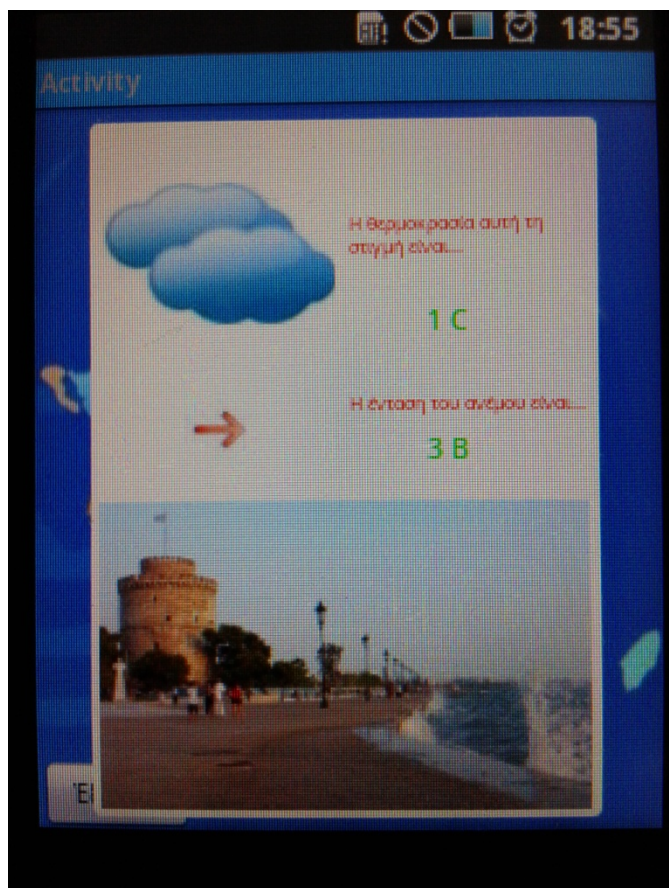 18:55
Activity
Η θερμοκρασία αυτή τη
στιγμή είναι....
1 C
Η ένταση του ανέμου είναι....
3 B